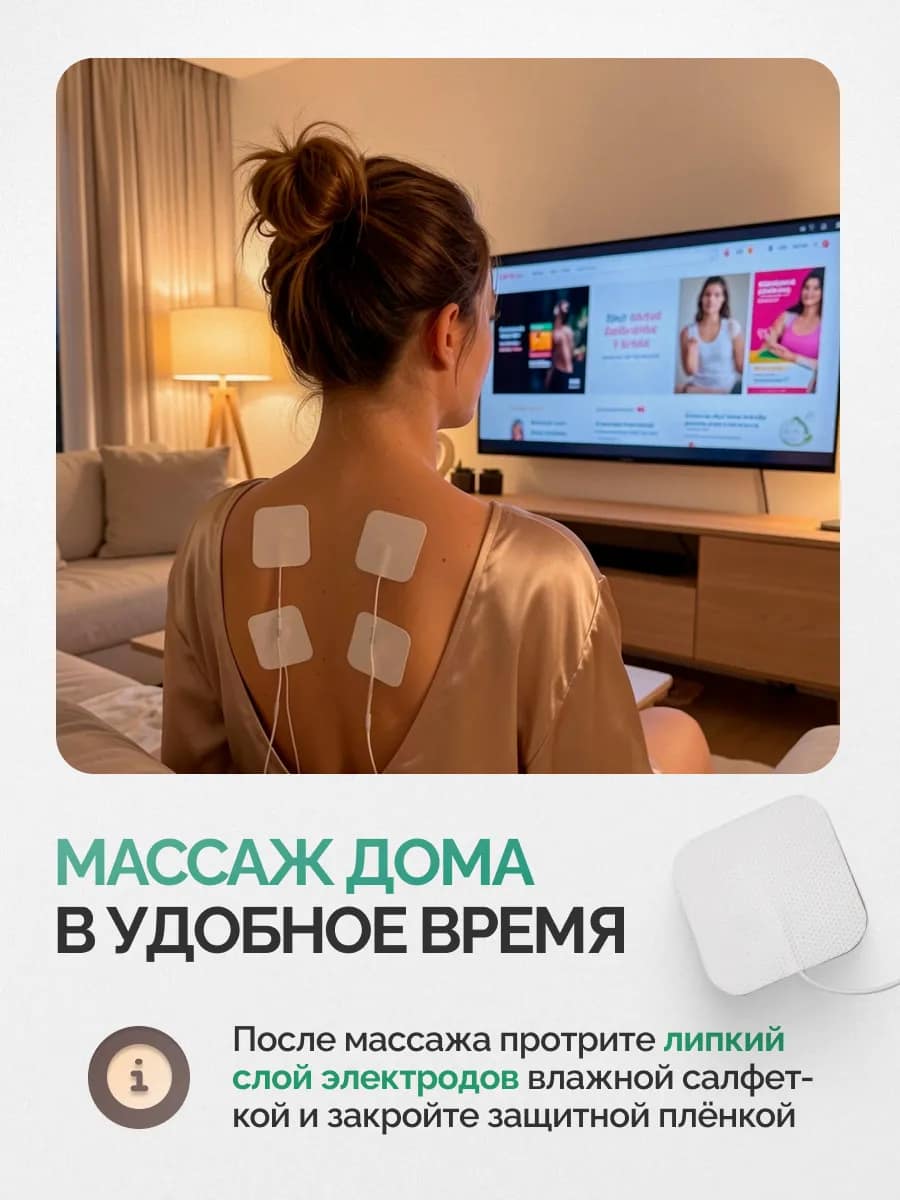 МАССАЖ ДОМА
В УДОБНОЕ ВРЕМЯ
i
После массажа протрите липкий
слой электродов влажной салфет-
кой и закройте защитной плёнкой